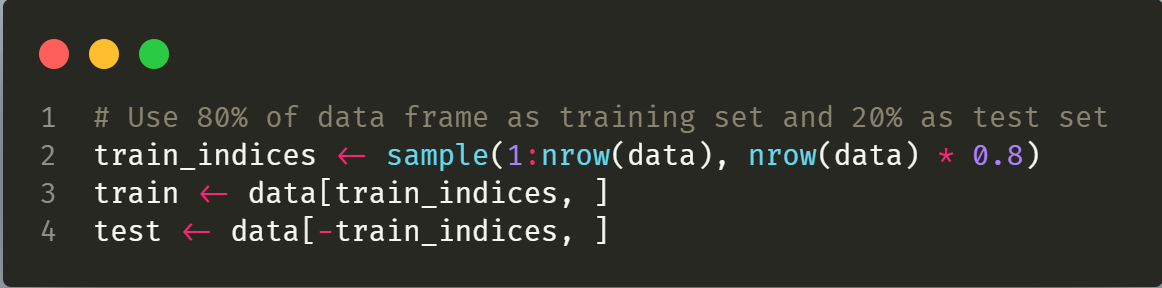 1 # Use 80% of data frame as training set and 20% as test set
2 train_indices <- sample(1:nrow(data), nrow(data) * 0.8)
3 train <- data[train_indices, ]
4 test <- data[-train_indices, ]